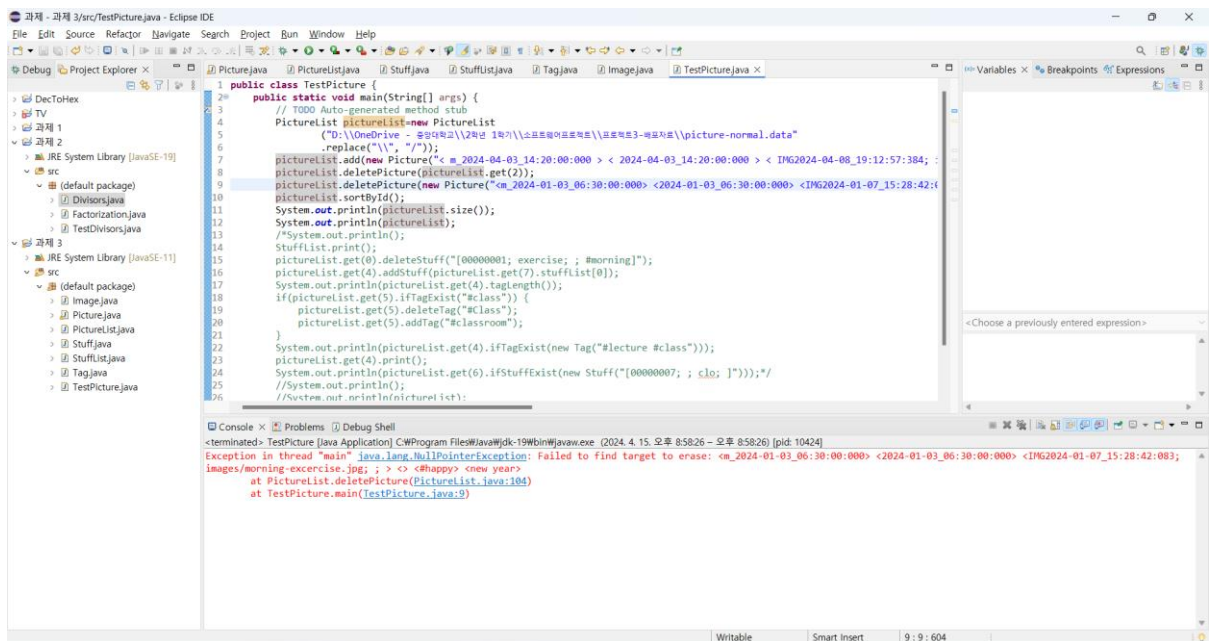 과제 - 과제 3/src/TestPicture.java - Eclipse IDE
File Edit Source Refactor Navigate Search Project Run Window Help
Debug Project Explorer
DecToHex
TV
과제 1
과제 2
JRE System Library [JavaSE-19]
src
(default package)
Divisors.java
Factorization.java
TestDivisors.java
과제 3
JRE System Library [JavaSE-11]
src
(default package)
Image.java
Picture.java
PictureList.java
Stuff.java
StuffList.java
Tag.java
TestPicture.java
Picture.java PictureList.java Stuff.java StuffList.java Tag.java Image.java TestPicture.java
1 public class TestPicture {
2 public static void main(String[] args) {
3 // TODO Auto-generated method stub
4 PictureList pictureList=new PictureList
5 ("D:\\OneDrive - 중앙대학교\\2학년 1학기\\소프트웨어프로젝트\\프로젝트3-배포자료\\picture-normal.data"
6 .replace("\\", "/"));
7 pictureList.add(new Picture("< m_2024-04-03_14:20:00:000 > < 2024-04-03_14:20:00:000 > < IMG2024-04-08_19:12:57:384;
8 pictureList.deletePicture(pictureList.get(2));
9 pictureList.deletePicture(new Picture("<m_2024-01-03_06:30:00:000> <2024-01-03_06:30:00:000> <IMG2024-01-07_15:28:42:
10 pictureList.sortById();
11 System.out.println(pictureList.size());
12 System.out.println(pictureList);
13 /*System.out.println();
14 StuffList.print();
15 pictureList.get(0).deleteStuff("[00000001; exercise; ; #morning]");
16 pictureList.get(4).addStuff(pictureList.get(7).stuffList[0]);
17 System.out.println(pictureList.get(4).tagLength());
18 if(pictureList.get(5).ifTagExist("#class")) {
19 pictureList.get(5).deleteTag("#Class");
20 pictureList.get(5).addTag("#classroom");
21 }
22 System.out.println(pictureList.get(4).ifTagExist(new Tag("#lecture #class")));
23 pictureList.get(4).print();
24 System.out.println(pictureList.get(6).ifStuffExist(new Stuff("[00000007; ; clo; ]")));*/
25 //System.out.println();
26 //System.out.println(pictureList);
Variables Breakpoints Expressions
<Choose a previously entered expression>
Console Problems Debug Shell
<terminated> TestPicture [Java Application] C:₩Program Files₩Java₩jdk-19₩bin₩javaw.exe (2024. 4. 15. 오후 8:58:26 – 오후 8:58:26) [pid: 10424]
Exception in thread "main" java.lang.NullPointerException: Failed to find target to erase: <m_2024-01-03_06:30:00:000> <2024-01-03_06:30:00:000> <IMG2024-01-07_15:28:42:083;
images/morning-excercise.jpg; ; > <> <#happy> <new year>
at PictureList.deletePicture(PictureList.java:104)
at TestPicture.main(TestPicture.java:9)
Writable Smart Insert 9 : 9 : 604